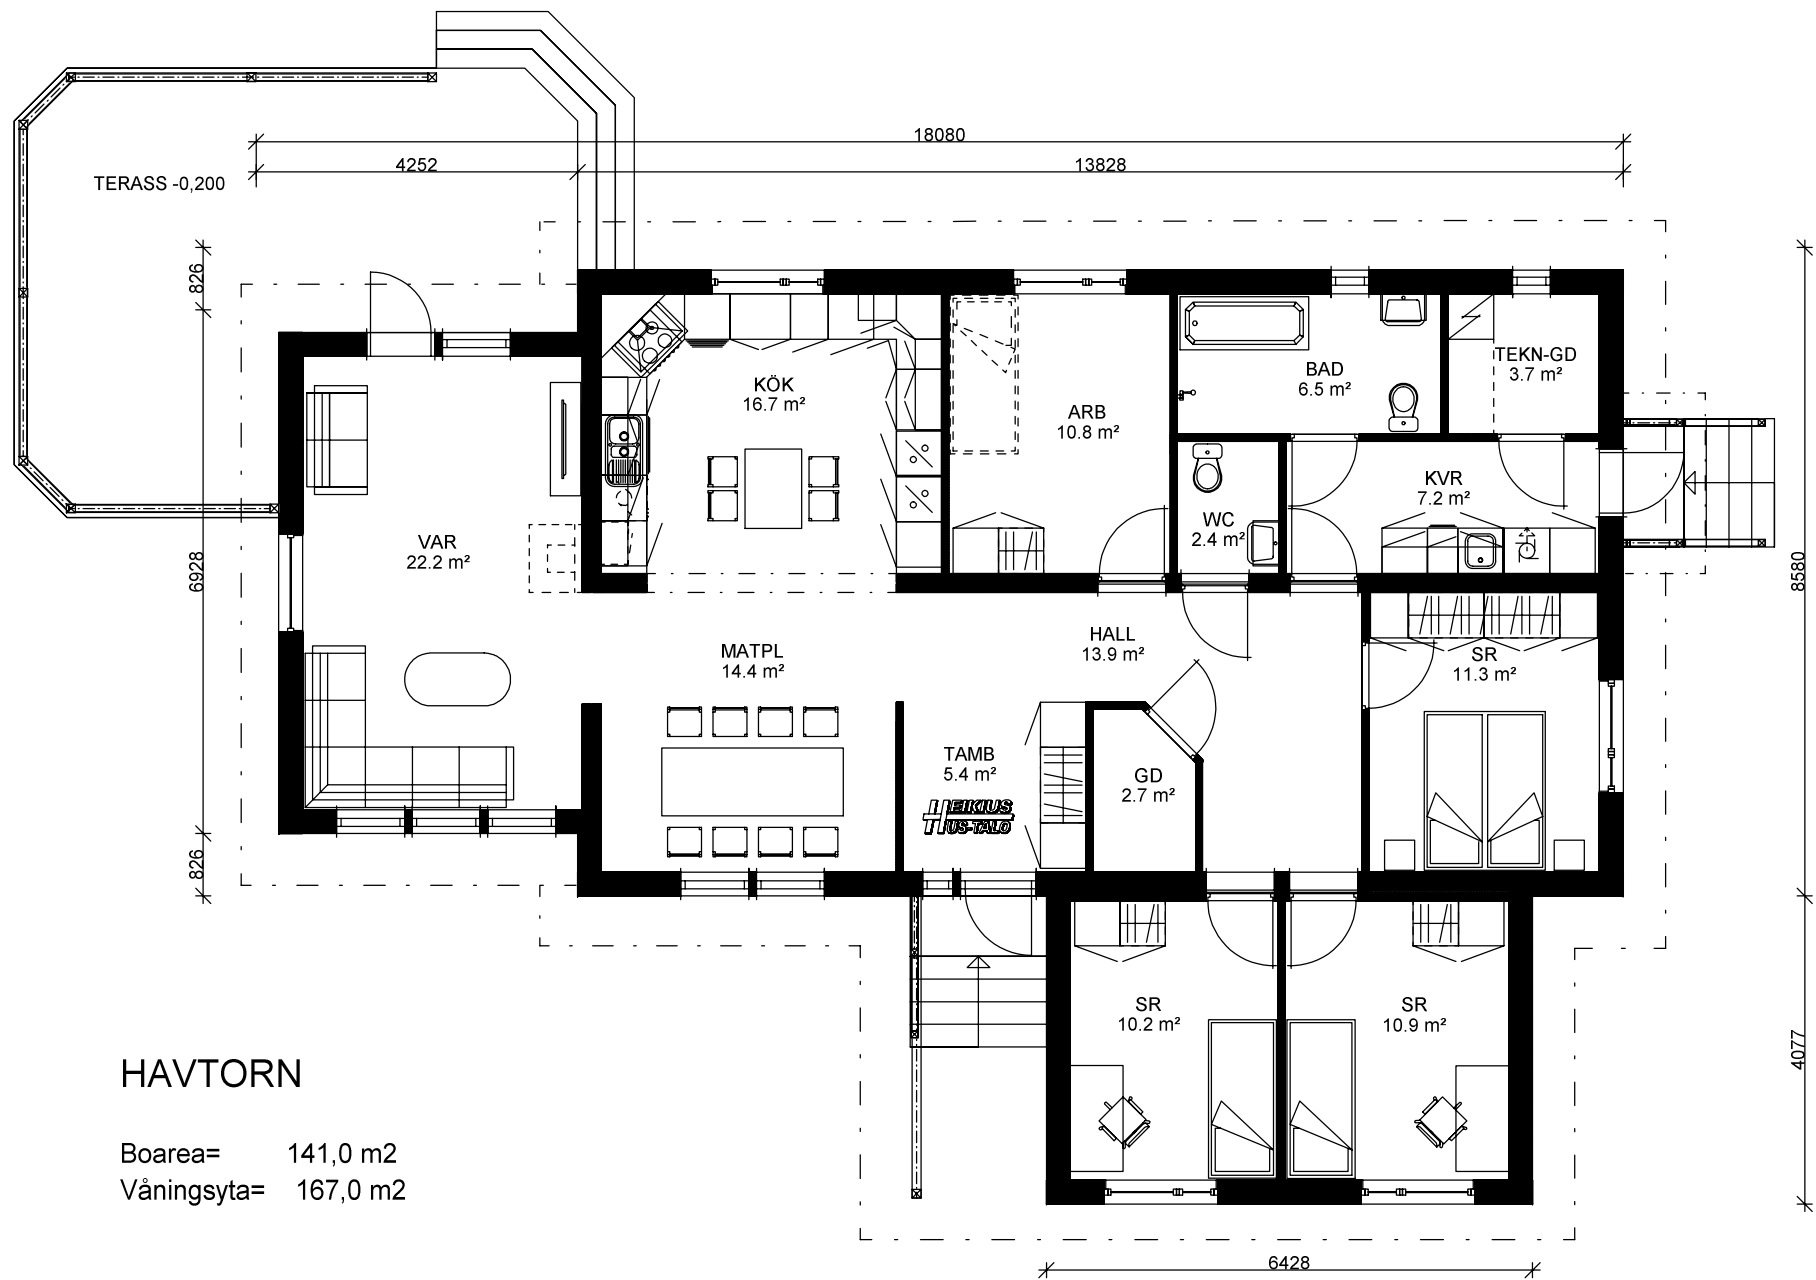 18080
4252
13828
TERASS -0,200
826
6928
826
8580
4077
6428
KÖK
16.7 m²
ARB
10.8 m²
BAD
6.5 m²
TEKN-GD
3.7 m²
VAR
22.2 m²
WC
2.4 m²
KVR
7.2 m²
MATPL
14.4 m²
HALL
13.9 m²
SR
11.3 m²
TAMB
5.4 m²
HEIKIUS
HUS-TALO
GD
2.7 m²
SR
10.2 m²
SR
10.9 m²
HAVTORN
Boarea= 141,0 m2
Våningsyta= 167,0 m2